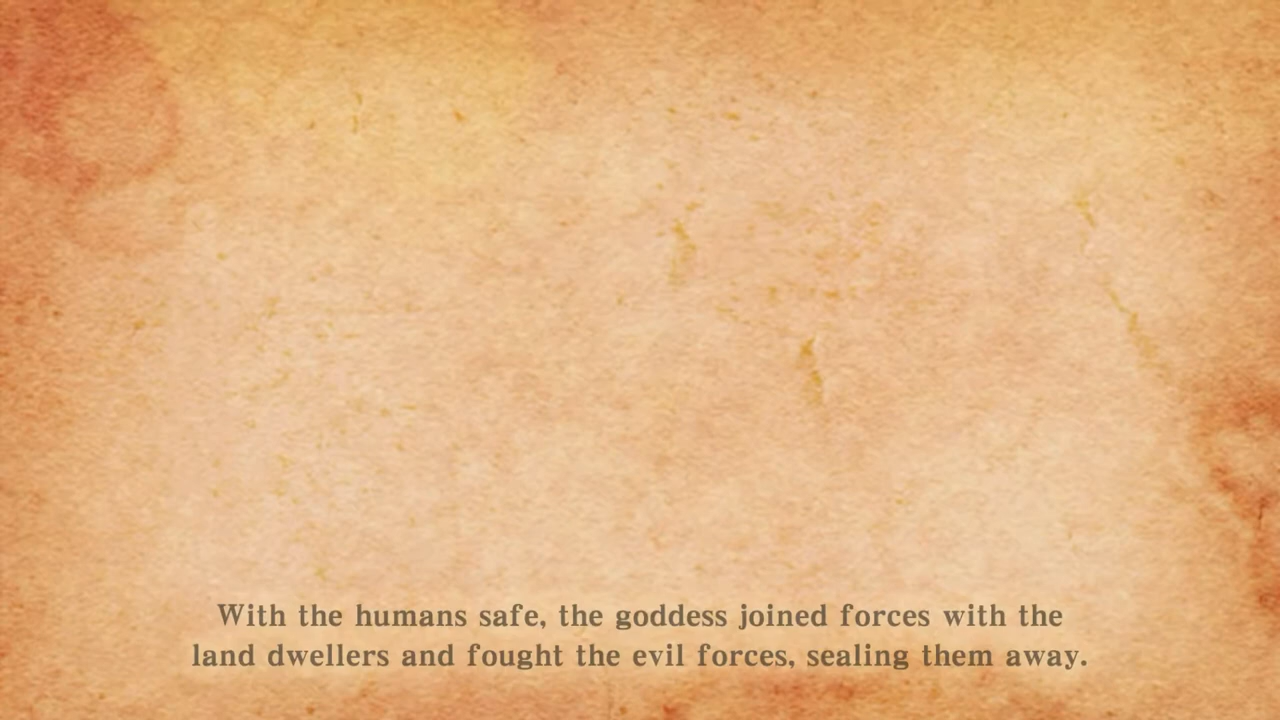 With the humans safe, the goddess joined forces with the
land dwellers and fought the evil forces, sealing them away.